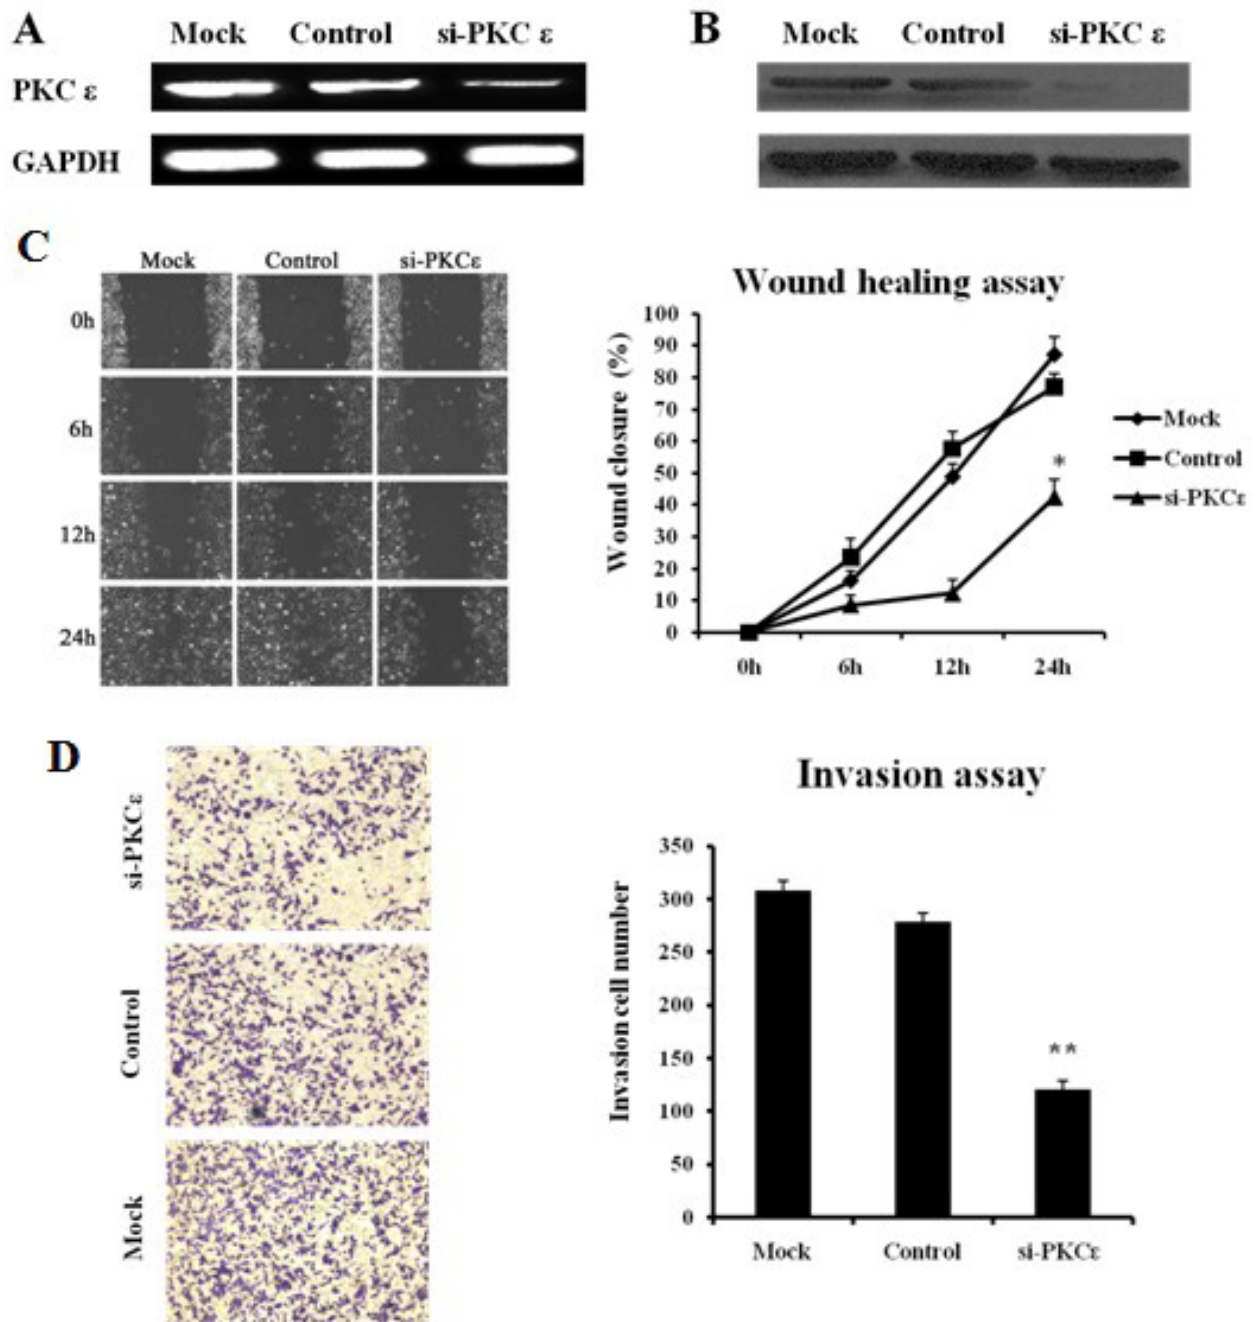 A
Mock Control si-PKC ε
PKC ε
GAPDH
B
Mock Control si-PKC ε
C
Mock Control si-PKCε
0h
6h
12h
24h
Wound healing assay
Wound closure (%)
100
90
80
70
60
50
40
30
20
10
0
0h 6h 12h 24h
*
Mock
Control
si-PKCε
D
si-PKCε
Control
Mock
Invasion assay
Invasion cell number
350
300
250
200
150
100
50
0
**
Mock Control si-PKCε